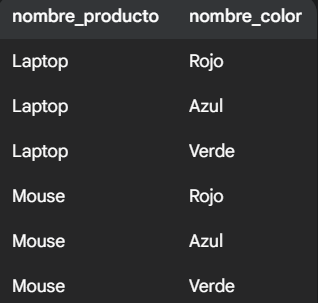 nombre_producto nombre_color
Laptop Rojo
Laptop Azul
Laptop Verde
Mouse Rojo
Mouse Azul
Mouse Verde